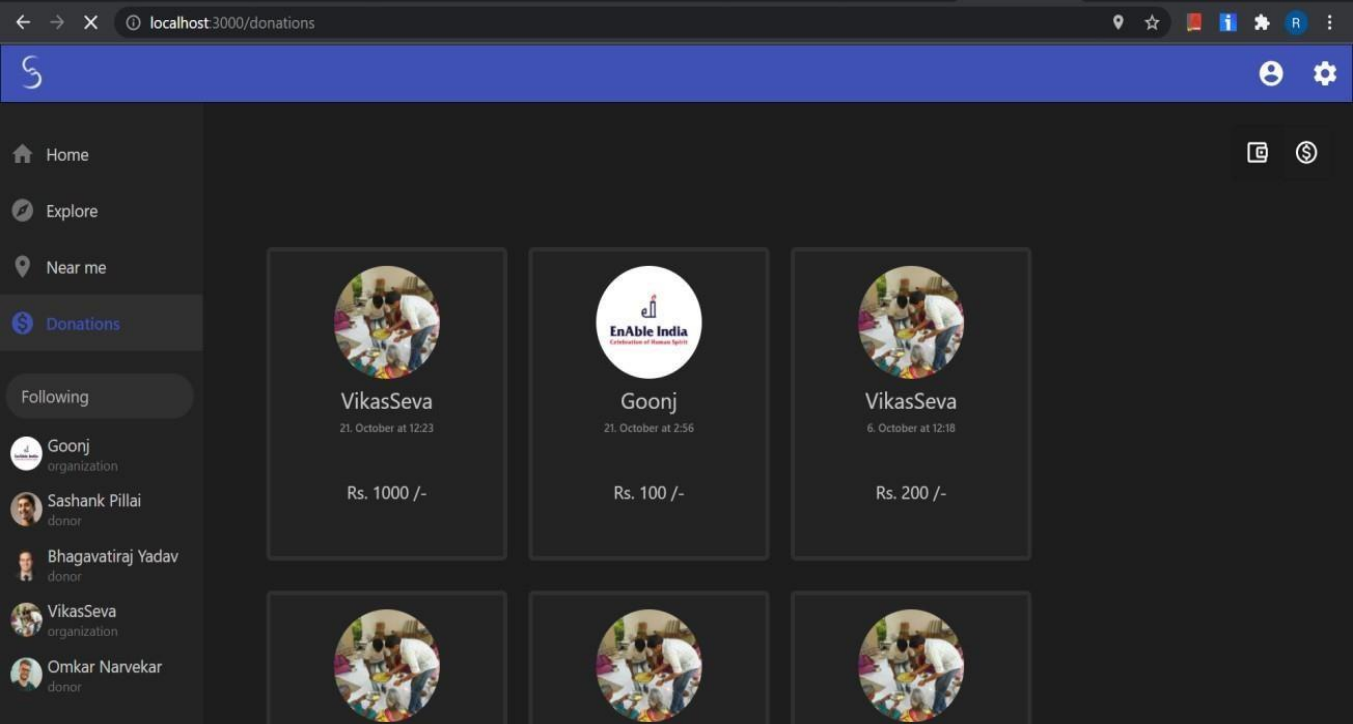 localhost:3000/donations
R
Home
Explore
Near me
Donations
Following
Goonj
organization
Sashank Pillai
donor
Bhagavatiraj Yadav
donor
VikasSeva
organization
Omkar Narvekar
donor
VikasSeva
21. October at 12:23
Rs. 1000 /-
EnAble India
Celebration of Human Spirit
Goonj
21. October at 2:56
Rs. 100 /-
VikasSeva
6. October at 12:18
Rs. 200 /-